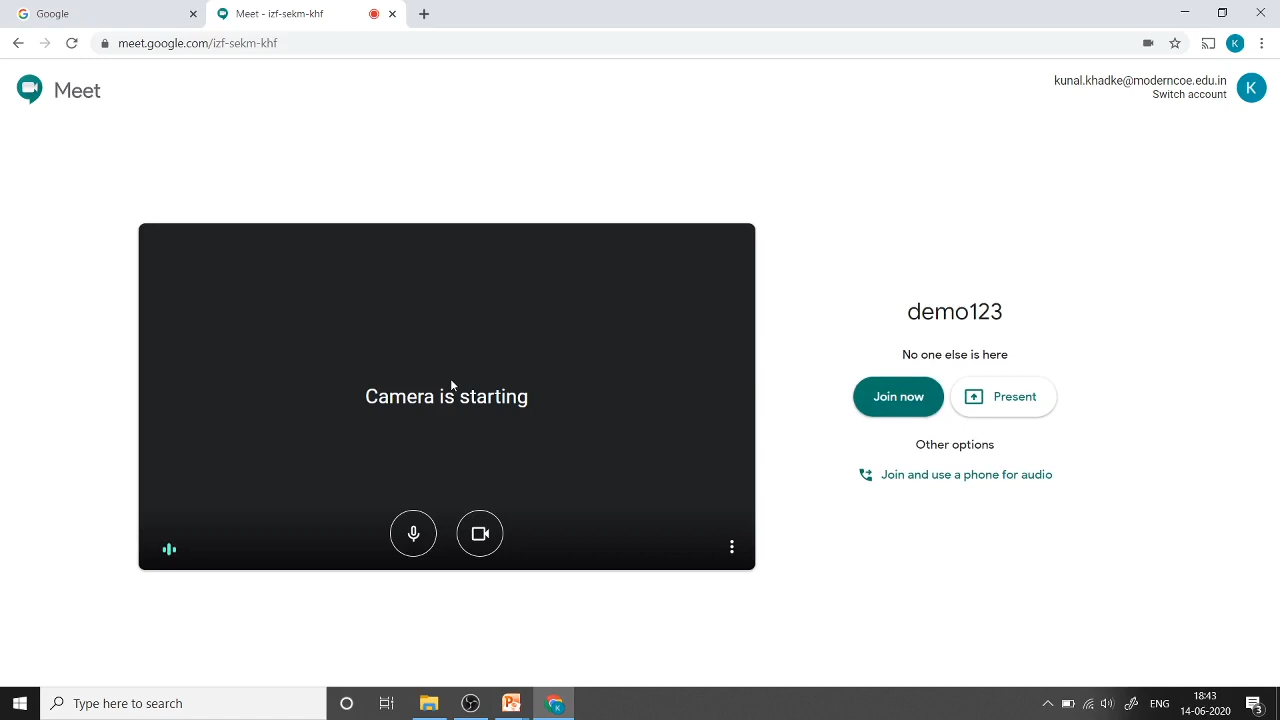 Google
Meet - izf-sekm-khf
meet.google.com/izf-sekm-khf
K
Meet
kunal.khadke@moderncoe.edu.in
Switch account
K
Camera is starting
demo123
No one else is here
Join now
Present
Other options
Join and use a phone for audio
Type here to search
ENG
18:43
14-06-2020
3